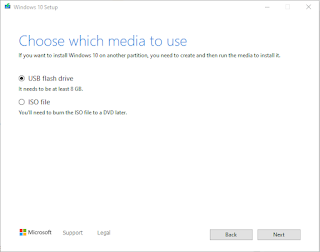 Windows 10 Setup
Choose which media to use
If you want to install Windows 10 on another partition, you need to create and then run the media to install it.
USB flash drive
It needs to be at least 8 GB.
ISO file
You'll need to burn the ISO file to a DVD later.
Microsoft Support Legal Back Next